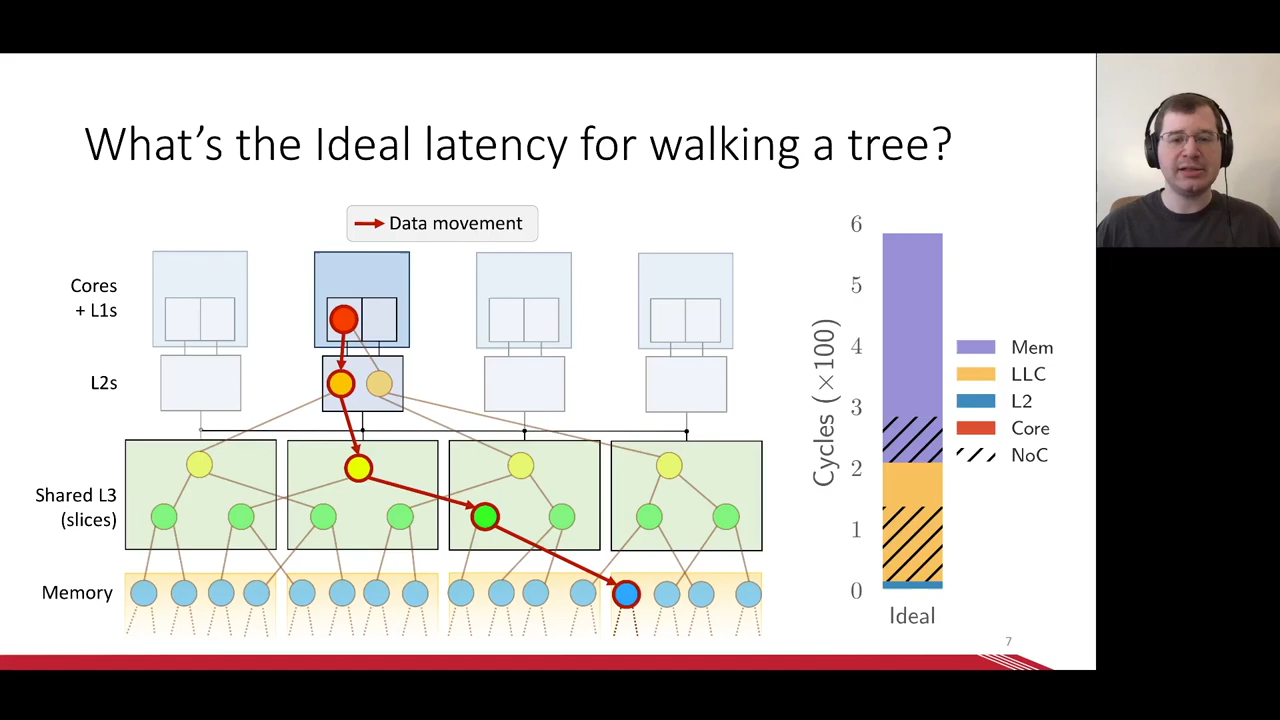 What's the Ideal latency for walking a tree?
Data movement
Cores
+ L1s
L2s
Shared L3
(slices)
Memory
Cycles (×100)
6
5
4
3
2
1
0
Ideal
Mem
LLC
L2
Core
NoC
7